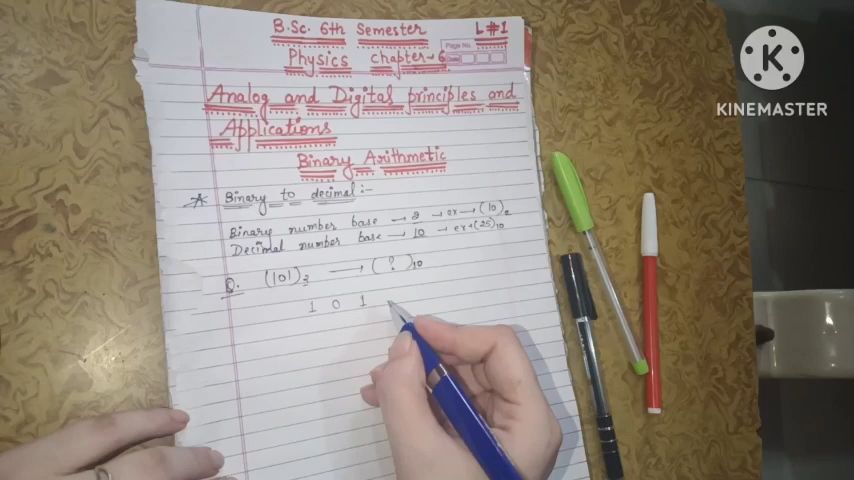 B.Sc. 6th Semester L#1
Physics chapter-6
Page No.
Date
Analog and Digital principles and
Applications
Binary Arithmetic
* Binary to decimal:-
Binary number base → 2 → ex → (10)₂
Decimal number base → 10 → ex→(25)₁₀
Q. (101)₂ → (?)₁₀
1 0 1
K
KINEMASTER